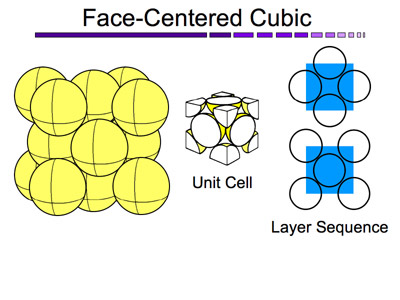 Face-Centered Cubic
Unit Cell
Layer Sequence